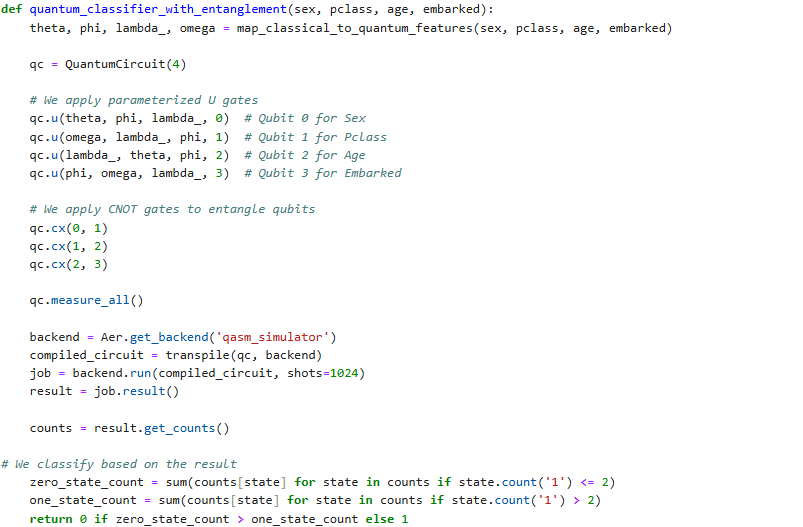 def quantum_classifier_with_entanglement(sex, pclass, age, embarked):
    theta, phi, lambda_, omega = map_classical_to_quantum_features(sex, pclass, age, embarked)

    qc = QuantumCircuit(4)

    # We apply parameterized U gates
    qc.u(theta, phi, lambda_, 0)  # Qubit 0 for Sex
    qc.u(omega, lambda_, phi, 1)  # Qubit 1 for Pclass
    qc.u(lambda_, theta, phi, 2)  # Qubit 2 for Age
    qc.u(phi, omega, lambda_, 3)  # Qubit 3 for Embarked

    # We apply CNOT gates to entangle qubits
    qc.cx(0, 1)
    qc.cx(1, 2)
    qc.cx(2, 3)

    qc.measure_all()

    backend = Aer.get_backend('qasm_simulator')
    compiled_circuit = transpile(qc, backend)
    job = backend.run(compiled_circuit, shots=1024)
    result = job.result()

    counts = result.get_counts()

# We classify based on the result
    zero_state_count = sum(counts[state] for state in counts if state.count('1') <= 2)
    one_state_count = sum(counts[state] for state in counts if state.count('1') > 2)
    return 0 if zero_state_count > one_state_count else 1